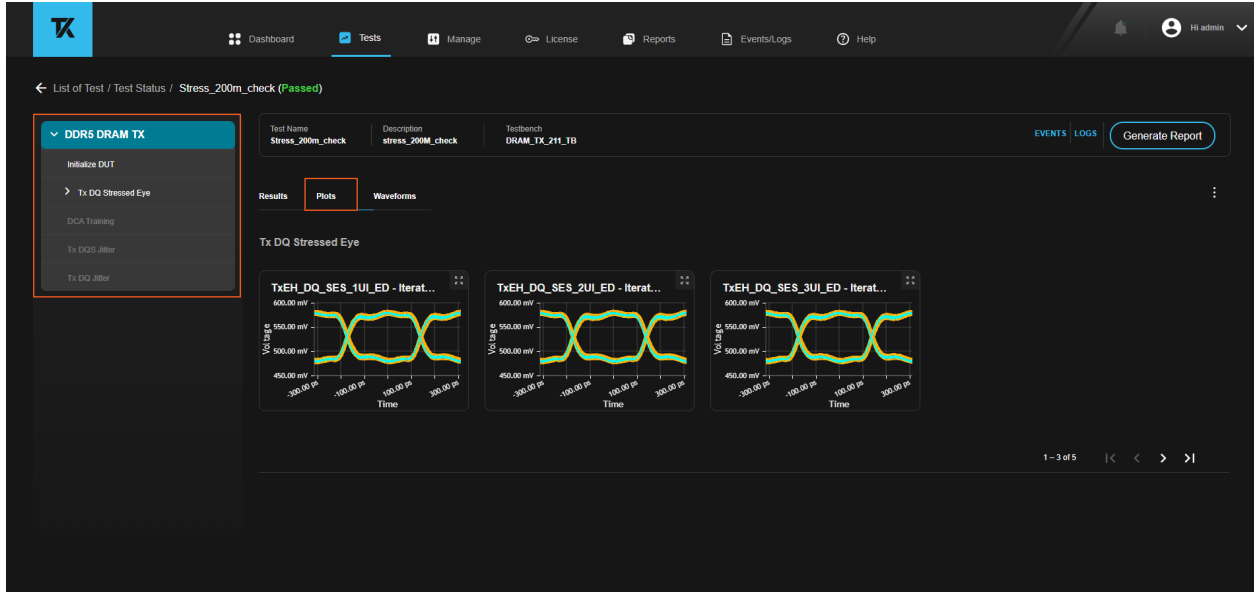 TK
Dashboard
Tests
Manage
License
Reports
Events/Logs
Help
Hi admin
List of Test / Test Status / Stress_200m_check (Passed)
DDR5 DRAM TX
Initialize DUT
Tx DQ Stressed Eye
DCA Training
Tx DQS Jitter
Tx DQ Jitter
Test Name
Stress_200m_check
Description
stress_200M_check
Testbench
DRAM_TX_211_TB
EVENTS
LOGS
Generate Report
Results
Plots
Waveforms
Tx DQ Stressed Eye
TxEH_DQ_SES_1UI_ED - Iterat...
600.00 mV
550.00 mV
500.00 mV
450.00 mV
Voltage
-300.00 ps
-100.00 ps
100.00 ps
300.00 ps
Time
TxEH_DQ_SES_2UI_ED - Iterat...
600.00 mV
550.00 mV
500.00 mV
450.00 mV
Voltage
-300.00 ps
-100.00 ps
100.00 ps
300.00 ps
Time
TxEH_DQ_SES_3UI_ED - Iterat...
600.00 mV
550.00 mV
500.00 mV
450.00 mV
Voltage
-300.00 ps
-100.00 ps
100.00 ps
300.00 ps
Time
1 – 3 of 5